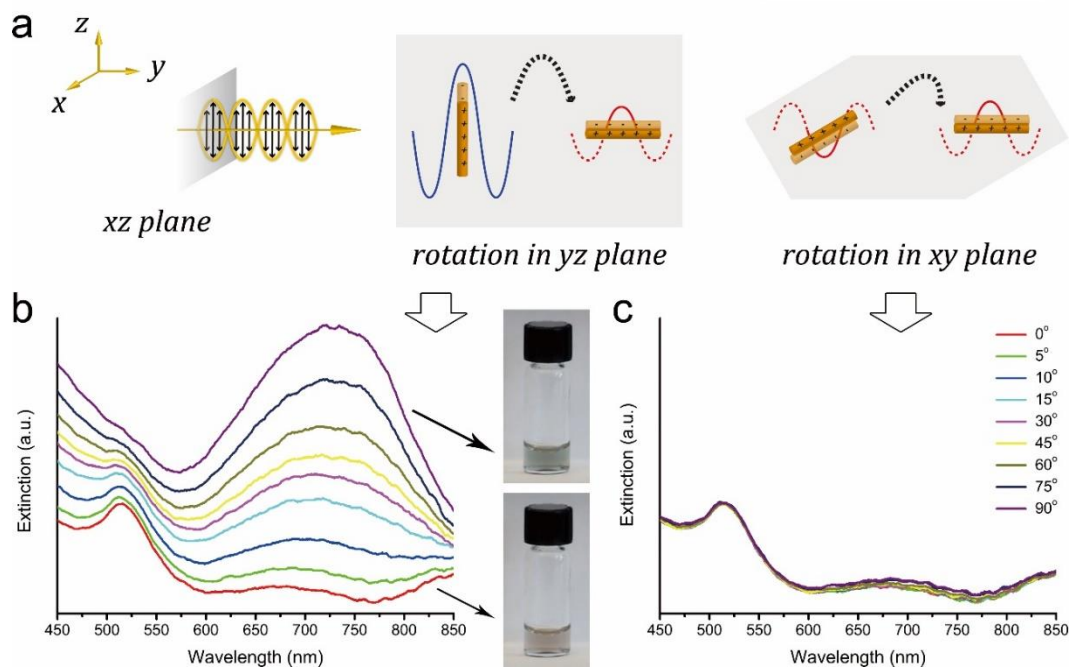 a
z
y
x
xz plane
rotation in yz plane
rotation in xy plane
b
c
Extinction (a.u.)
450 500 550 600 650 700 750 800 850
Wavelength (nm)
Extinction (a.u.)
0°
5°
10°
15°
30°
45°
60°
75°
90°
450 500 550 600 650 700 750 800 850
Wavelength (nm)